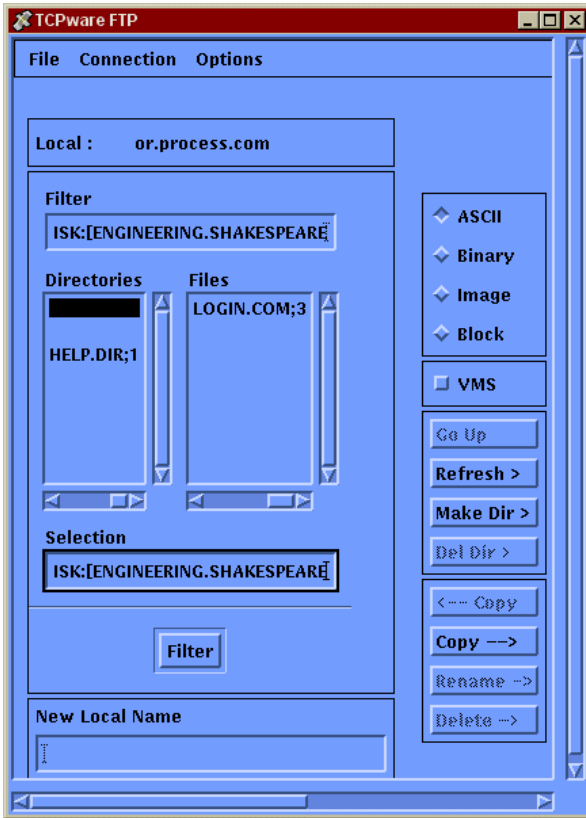 TCPware FTP
File Connection Options
Local : or.process.com
Filter
ISK:[ENGINEERING.SHAKESPEARE
Directories Files
LOGIN.COM;3
HELP.DIR;1
Selection
ISK:[ENGINEERING.SHAKESPEARE
Filter
New Local Name
ASCII
Binary
Image
Block
VMS
Go Up
Refresh >
Make Dir >
Del Dir >
<--- Copy
Copy -->
Rename -->
Delete -->